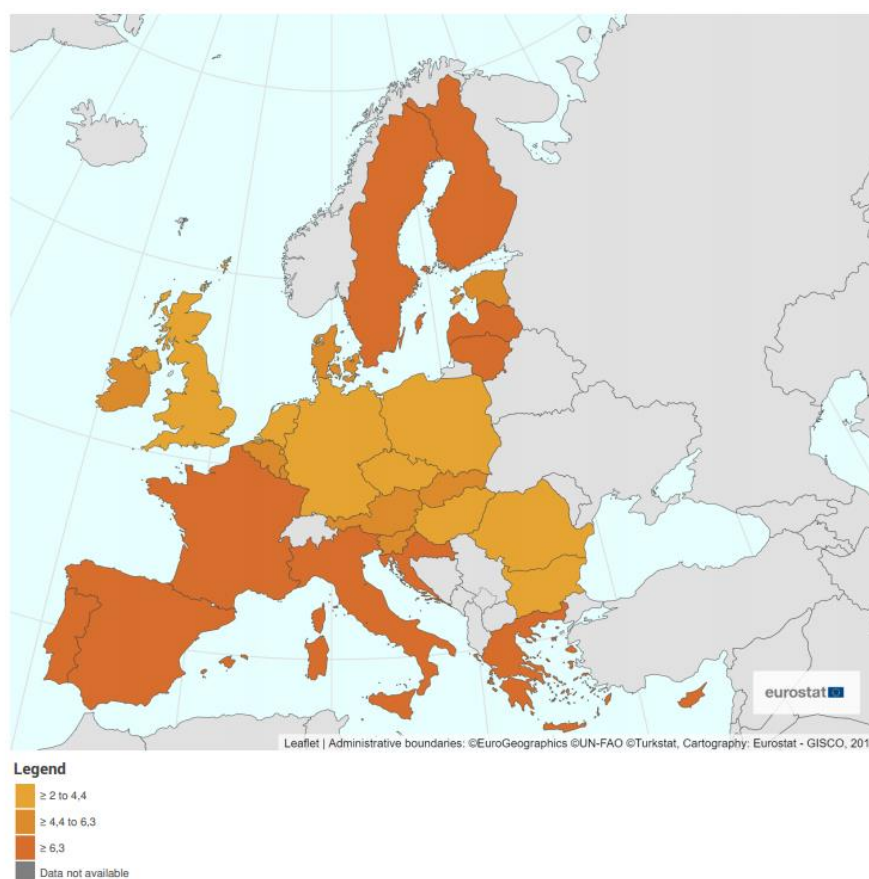 eurostat
Leaflet | Administrative boundaries: ©EuroGeographics ©UN-FAO ©Turkstat, Cartography: Eurostat - GISCO, 201
Legend
≥ 2 to 4,4
≥ 4,4 to 6,3
≥ 6,3
Data not available